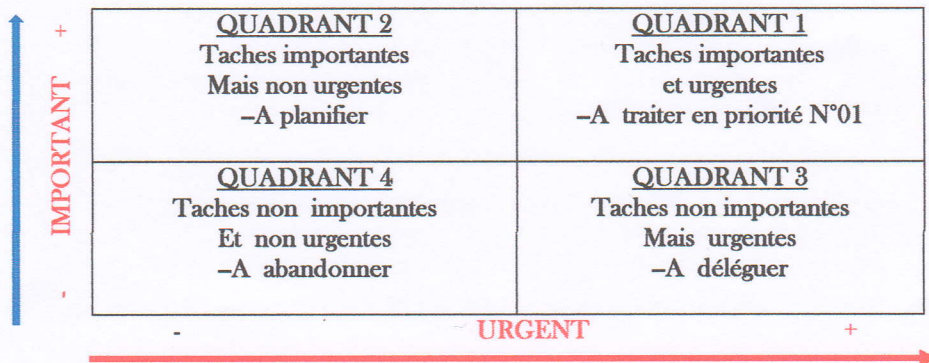 +
IMPORTANT
-
QUADRANT 2
Taches importantes
Mais non urgentes
–A planifier
QUADRANT 1
Taches importantes
et urgentes
–A traiter en priorité N°01
QUADRANT 4
Taches non importantes
Et non urgentes
–A abandonner
QUADRANT 3
Taches non importantes
Mais urgentes
–A déléguer
- URGENT +